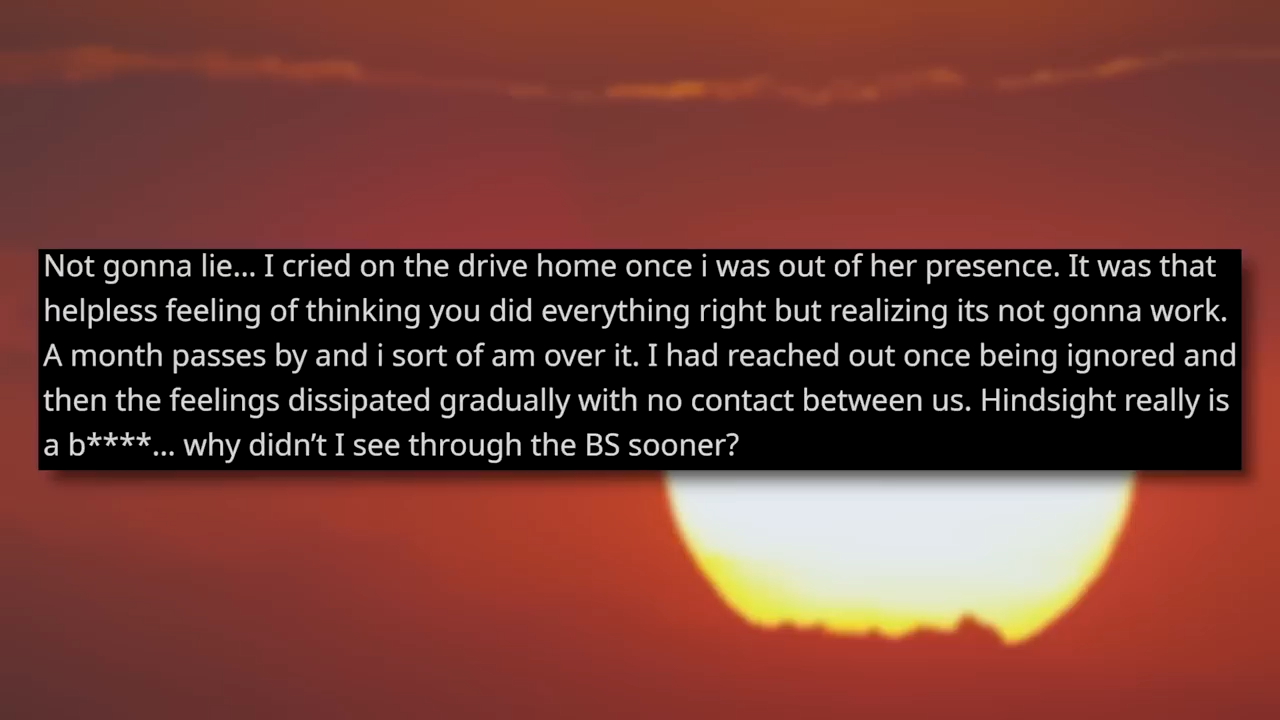 Not gonna lie... I cried on the drive home once i was out of her presence. It was that
helpless feeling of thinking you did everything right but realizing its not gonna work.
A month passes by and i sort of am over it. I had reached out once being ignored and
then the feelings dissipated gradually with no contact between us. Hindsight really is
a b****... why didn’t I see through the BS sooner?